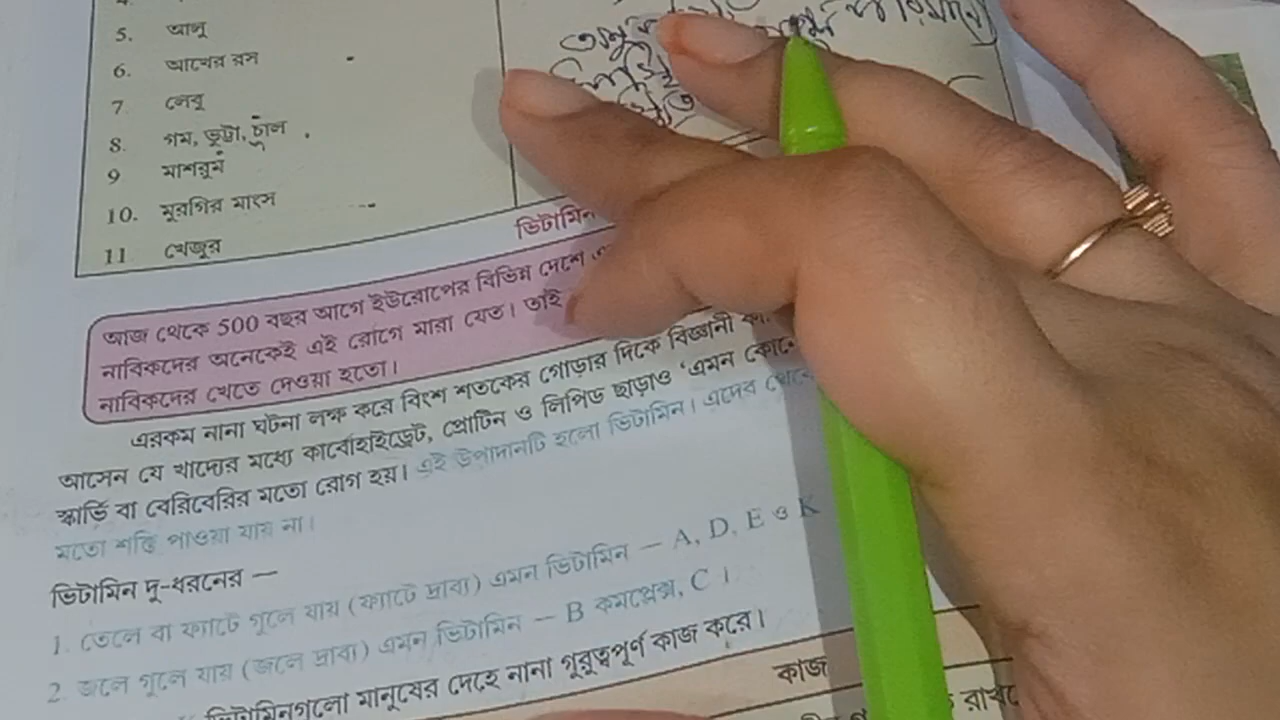 5. আলু
6. আখের রস
7. লেবু
8. গম, ভুট্টা, চাল
9 মাশরুম
10. মুরগির মাংস
11 খেজুর
ভিটামিন
আজ থেকে 500 বছর আগে ইউরোপের বিভিন্ন দেশে
নাবিকদের অনেকেই এই রোগে মারা যেত। তাই
নাবিকদের খেতে দেওয়া হতো।
এরকম নানা ঘটনা লক্ষ করে বিংশ শতকের গোড়ার দিকে বিজ্ঞানী
আসেন যে খাদ্যের মধ্যে কার্বোহাইড্রেট, প্রোটিন ও লিপিড ছাড়াও ‘এমন
স্কার্ভি বা বেরিবেরির মতো রোগ হয়। এই উপাদানটি হলো ভিটামিন। এদের
মতো শক্তি পাওয়া যায় না।
ভিটামিন দু-ধরনের —
1. তেলে বা ফ্যাটে গুলে যায় (ফ্যাটে দ্রাব্য) এমন ভিটামিন — A, D, E ও K
2. জলে গুলে যায় (জলে দ্রাব্য) এমন ভিটামিন — B কমপ্লেক্স, C ।
ভিটামিনগুলো মানুষের দেহে নানা গুরুত্বপূর্ণ কাজ করে।
কাজ